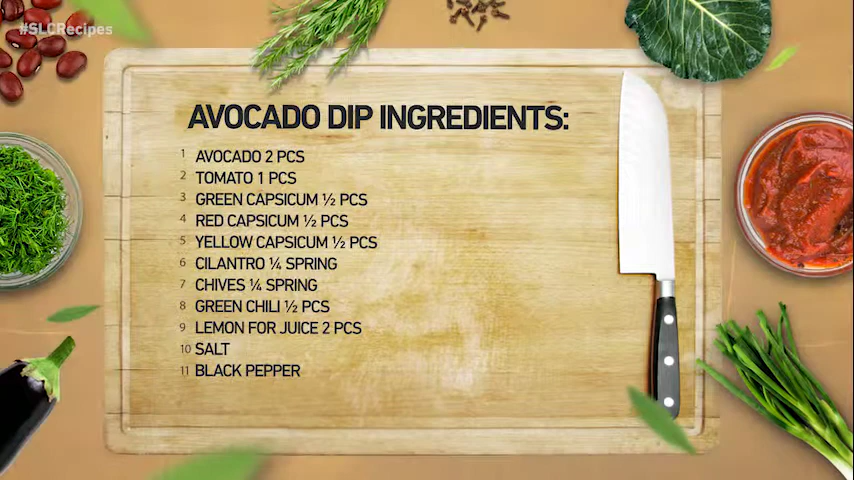 #SLCRecipes
AVOCADO DIP INGREDIENTS:
1 AVOCADO 2 PCS
2 TOMATO 1 PCS
3 GREEN CAPSICUM ½ PCS
4 RED CAPSICUM ½ PCS
5 YELLOW CAPSICUM ½ PCS
6 CILANTRO ¼ SPRING
7 CHIVES ¼ SPRING
8 GREEN CHILI ½ PCS
9 LEMON FOR JUICE 2 PCS
10 SALT
11 BLACK PEPPER